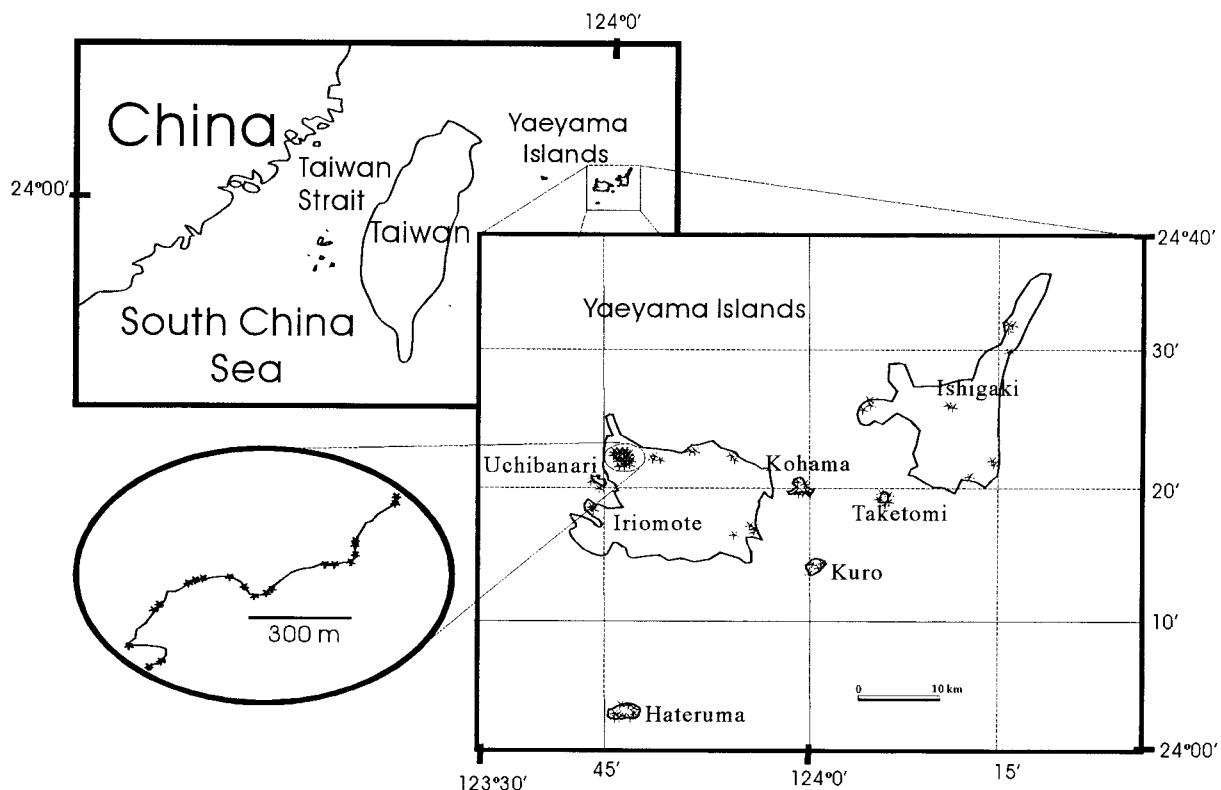 124°0'
China
Yaeyama
Islands
Taiwan
Strait
24°00'
Taiwan
24°40'
South China
Sea
Yaeyama Islands
30'
Ishigaki
Uchibanari
Kohama
20'
Taketomi
Iriomote
Kuro
300 m
10'
0 10 km
Hateruma
24°00'
123°30'
45'
124°0'
15'